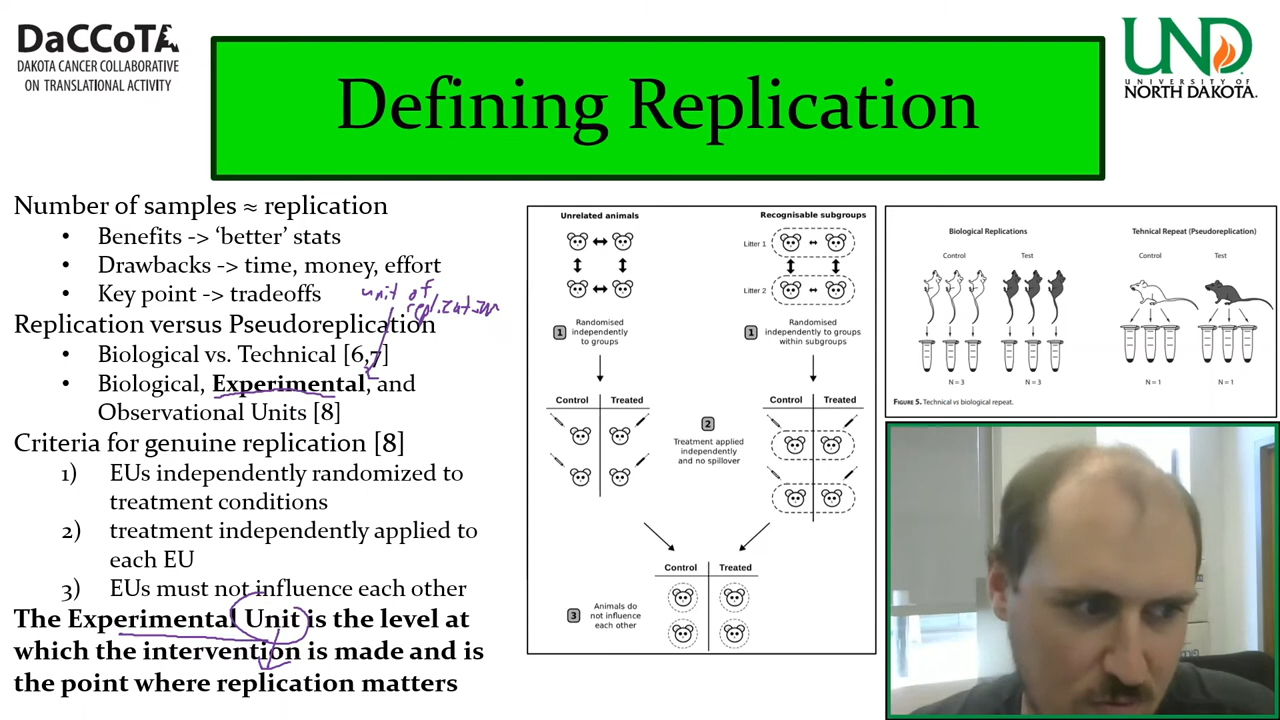 DaCCoTA
DAKOTA CANCER COLLABORATIVE
ON TRANSLATIONAL ACTIVITY
Defining Replication
UND
UNIVERSITY OF
NORTH DAKOTA.
Number of samples ≈ replication
• Benefits -> ‘better’ stats
• Drawbacks -> time, money, effort
• Key point -> tradeoffs
unit of
replication
Replication versus Pseudoreplication
• Biological vs. Technical [6,7]
• Biological, Experimental, and
Observational Units [8]
Criteria for genuine replication [8]
1) EUs independently randomized to
treatment conditions
2) treatment independently applied to
each EU
3) EUs must not influence each other
The Experimental Unit is the level at
which the intervention is made and is
the point where replication matters
Unrelated animals
Recognisable subgroups
Litter 1
Litter 2
1 Randomised
independently
to groups
1 Randomised
independently to groups
within subgroups
Control Treated
Control Treated
2
Treatment applied
independently
and no spillover
Control Treated
3 Animals do
not influence
each other
Biological Replications
Control Test
N = 3 N = 3
Tehnical Repeat (Pseudoreplication)
Control Test
N = 1 N = 1
FIGURE 5. Technical vs biological repeat.